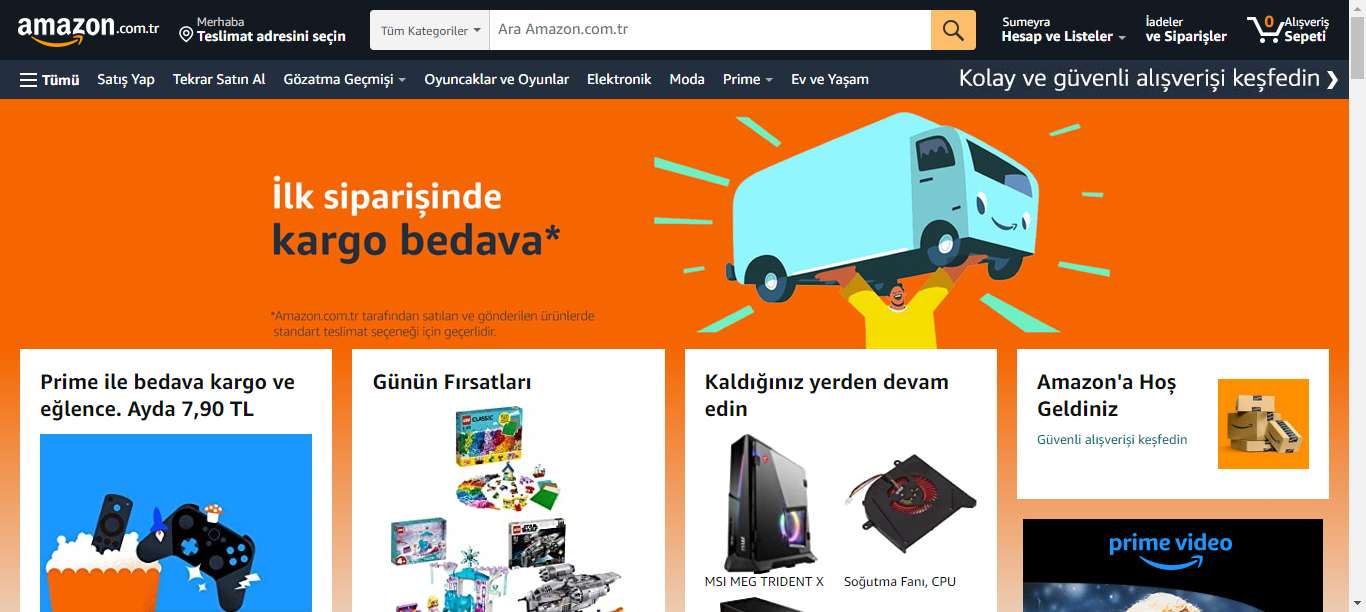 amazon.com.tr
Merhaba
Teslimat adresini seçin
Tüm Kategoriler
Ara Amazon.com.tr
Sumeyra
Hesap ve Listeler
İadeler
ve Siparişler
0
Alışveriş
Sepeti
Tümü
Satış Yap
Tekrar Satın Al
Gözatma Geçmişi
Oyuncaklar ve Oyunlar
Elektronik
Moda
Prime
Ev ve Yaşam
Kolay ve güvenli alışverişi keşfedin ❯
İlk siparişinde
kargo bedava*
*Amazon.com.tr tarafından satılan ve gönderilen ürünlerde
standart teslimat seçeneği için geçerlidir.
Prime ile bedava kargo ve
eğlence. Ayda 7,90 TL
Günün Fırsatları
LEGO CLASSIC
STAR WARS
Kaldığınız yerden devam
edin
MSI MEG TRIDENT X
Soğutma Fanı, CPU
Amazon'a Hoş
Geldiniz
Güvenli alışverişi keşfedin
prime video